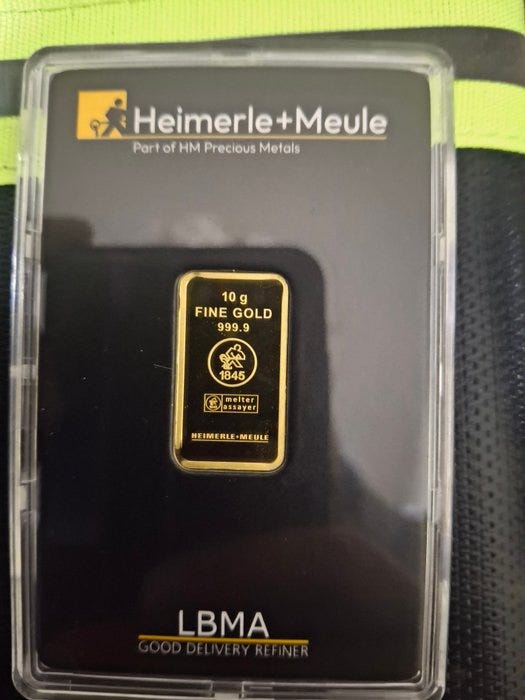 Heimerle+Meule
Part of HM Precious Metals
10 g
FINE GOLD
999.9
1845
melter
assayer
HEIMERLE+MEULE
LBMA
GOOD DELIVERY REFINER